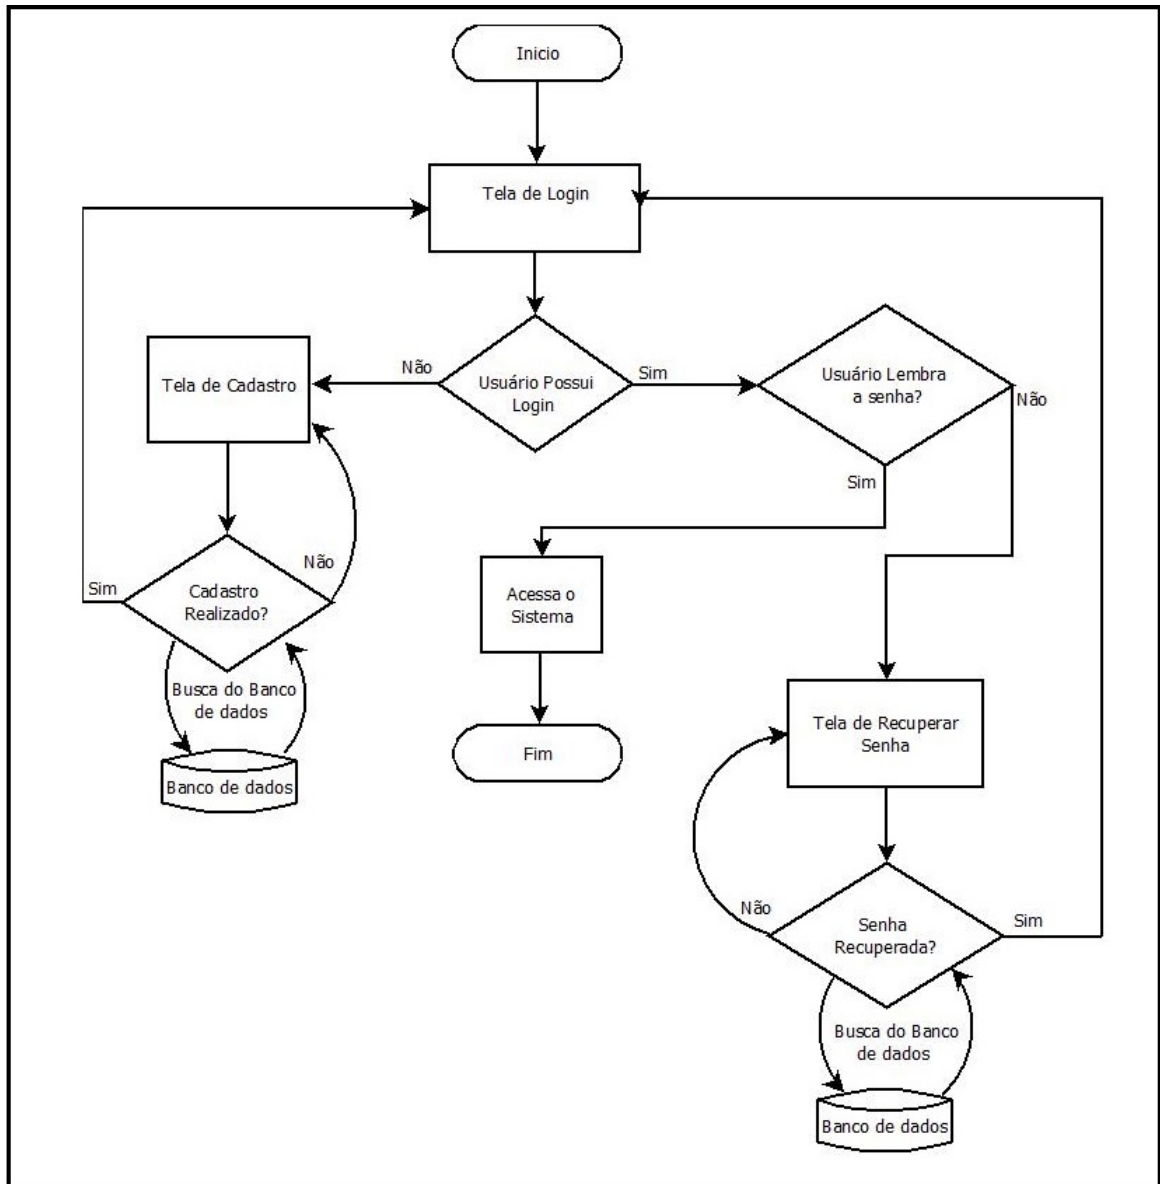 Inicio
Tela de Login
Usuário Possui
Login
Não
Sim
Tela de Cadastro
Usuário Lembra
a senha?
Não
Sim
Cadastro
Realizado?
Sim
Não
Busca do Banco
de dados
Banco de dados
Acessa o
Sistema
Fim
Tela de Recuperar
Senha
Senha
Recuperada?
Não
Sim
Busca do Banco
de dados
Banco de dados